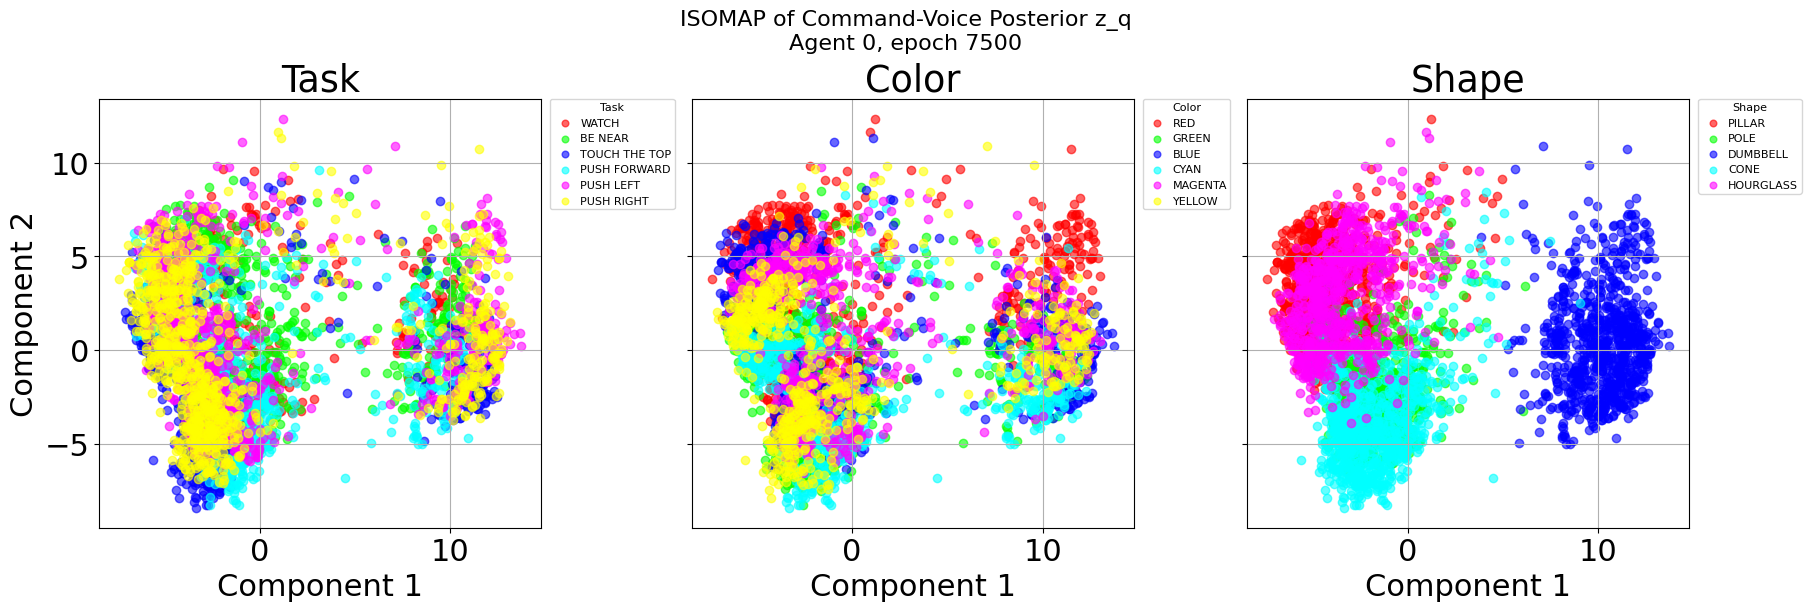 ISOMAP of Command-Voice Posterior z_q
Agent 0, epoch 7500
Task
Component 2
10
5
0
−5
0 10
Component 1
Task
WATCH
BE NEAR
TOUCH THE TOP
PUSH FORWARD
PUSH LEFT
PUSH RIGHT
Color
0 10
Component 1
Color
RED
GREEN
BLUE
CYAN
MAGENTA
YELLOW
Shape
0 10
Component 1
Shape
PILLAR
POLE
DUMBBELL
CONE
HOURGLASS